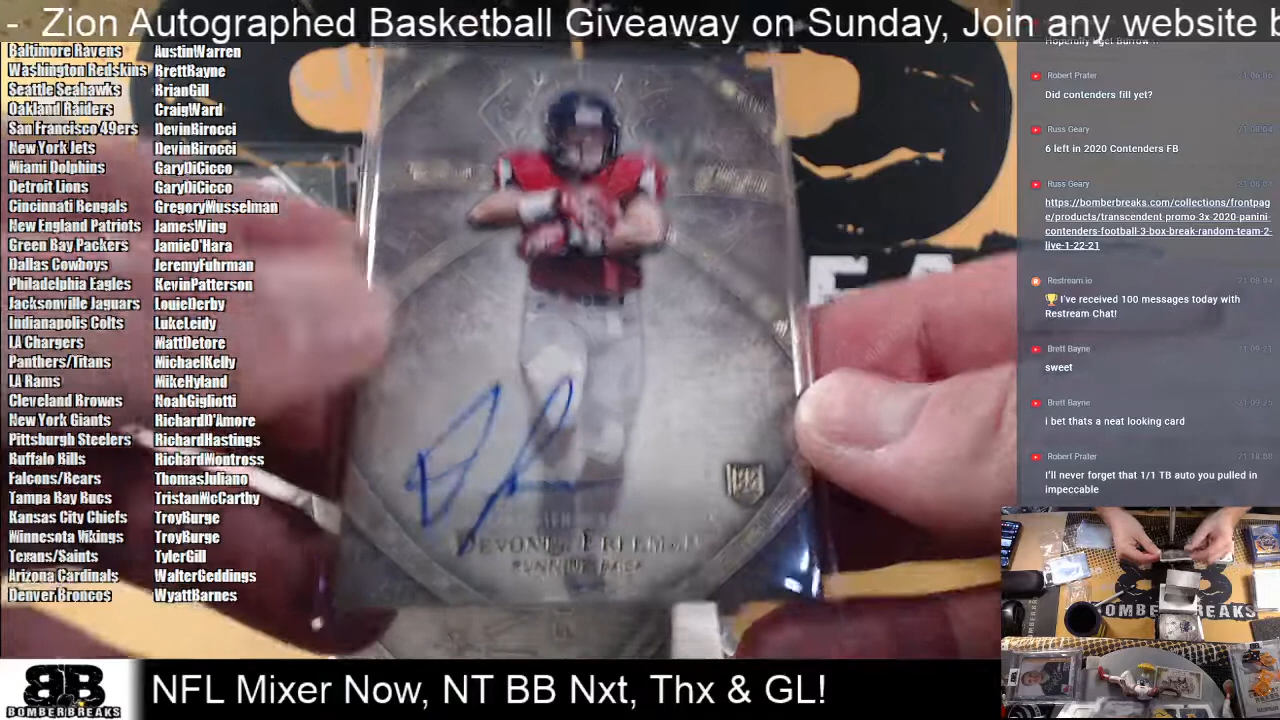 - Zion Autographed Basketball Giveaway on Sunday, Join any website b
Baltimore Ravens AustinWarren
Washington Redskins BrettBayne
Seattle Seahawks BrianGill
Oakland Raiders CraigWard
San Francisco 49ers DevinBirocci
New York Jets DevinBirocci
Miami Dolphins GaryDiCicco
Detroit Lions GaryDiCicco
Cincinnati Bengals GregoryMusselman
New England Patriots JamesWing
Green Bay Packers JamieO'Hara
Dallas Cowboys JeremyFuhrman
Philadelphia Eagles KevinPatterson
Jacksonville Jaguars LouieDerby
Indianapolis Colts LukeLeidy
LA Chargers MattDetore
Panthers/Titans MichaelKelly
LA Rams MikeHyland
Cleveland Browns NoahGigliotti
New York Giants RichardD'Amore
Pittsburgh Steelers RichardHastings
Buffalo Bills RichardMontross
Falcons/Bears ThomasJuliano
Tampa Bay Bucs TristanMcCarthy
Kansas City Chiefs TroyBurge
Minnesota Vikings TroyBurge
Texans/Saints TylerGill
Arizona Cardinals WalterGeddings
Denver Broncos WyattBarnes
DEVONTA FREEMAN
RUNNING BACK
Hopefully I get Burrow
Robert Prater
Did contenders fill yet?
Russ Geary
6 left in 2020 Contenders FB
Russ Geary
https://bomberbreaks.com/collections/frontpag
e/products/transcendent-promo-3x-2020-panini-
contenders-football-3-box-break-random-team-2-
live-1-22-21
Restream.io
🏆 I've received 100 messages today with
Restream Chat!
Brett Bayne
sweet
Brett Bayne
i bet thats a neat looking card
Robert Prater
I'll never forget that 1/1 TB auto you pulled in
impeccable
BOMBERBREAKS
BB
BOMBERBREAKS
NFL Mixer Now, NT BB Nxt, Thx & GL!